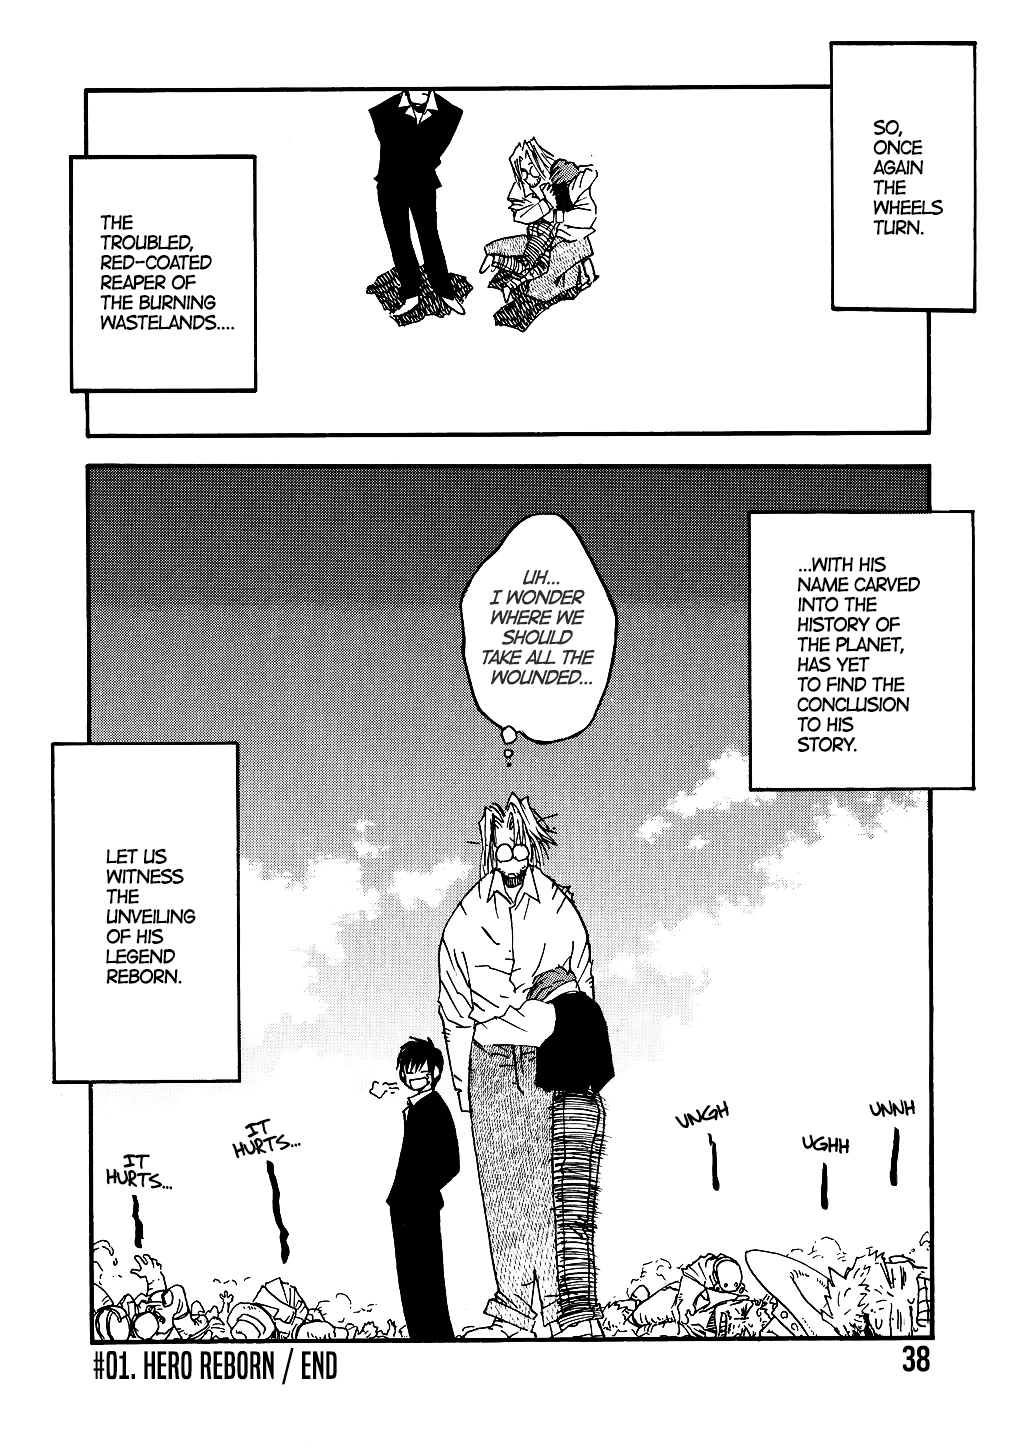 SO,
ONCE
AGAIN
THE
WHEELS
TURN.
THE
TROUBLED,
RED-COATED
REAPER OF
THE BURNING
WASTELANDS....
...WITH HIS
NAME CARVED
INTO THE
HISTORY OF
THE PLANET,
HAS YET
TO FIND THE
CONCLUSION
TO HIS
STORY.
UH...
I WONDER
WHERE WE
SHOULD
TAKE ALL THE
WOUNDED...
LET US
WITNESS
THE
UNVEILING
OF HIS
LEGEND
REBORN.
UNNH
UGHH
UNGH
IT
HURTS...
IT
HURTS...
#01. HERO REBORN / END
38